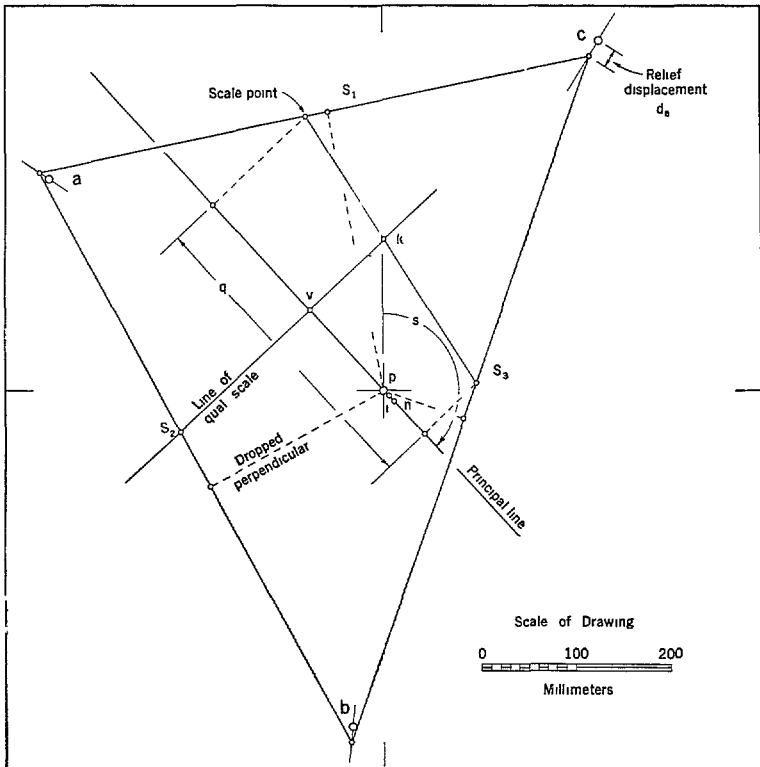 C
Relief
displacement
dₐ
S₁
Scale point
a
k
q
v
s
S₃
p
n
Line of
qual scale
S₂
Dropped
perpendicular
Principal line
Scale of Drawing
0 100 200
Millimeters
b